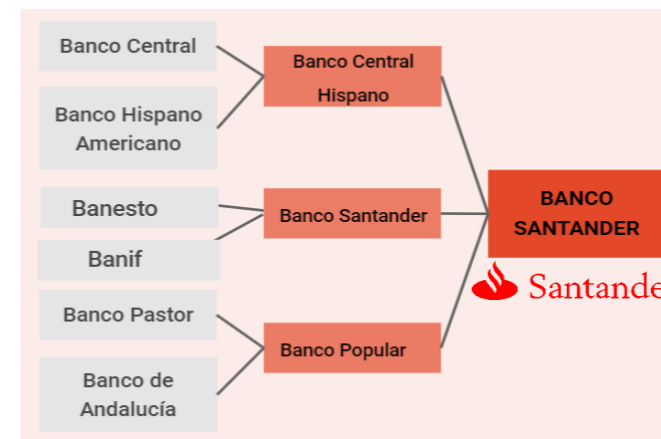 Banco Central
Banco Hispano
Americano
Banco Central
Hispano
Banesto
Banif
Banco Santander
Banco Pastor
Banco de
Andalucía
Banco Popular
BANCO
SANTANDER
Santande